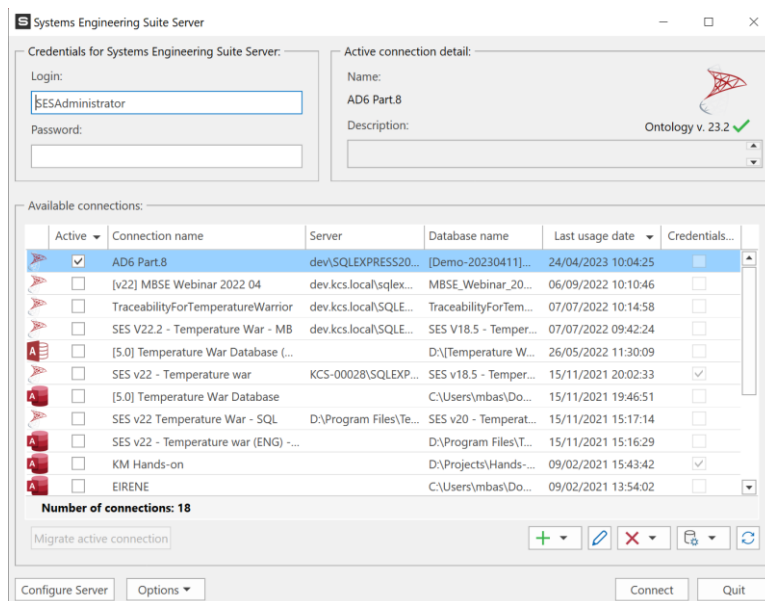 Systems Engineering Suite Server
Credentials for Systems Engineering Suite Server:
Login:
SESAdministrator
Password:
Active connection detail:
Name:
AD6 Part.8
Description:
Ontology v. 23.2
Available connections:
Active Connection name Server Database name Last usage date Credentials...
AD6 Part.8 dev\SQLEXPRESS20... [Demo-20230411]... 24/04/2023 10:04:25
[v22] MBSE Webinar 2022 04 dev.kcs.local\sqlex... MBSE_Webinar_20... 06/09/2022 10:10:46
TraceabilityForTemperatureWarrior dev.kcs.local\SQLE... TraceabilityForTem... 07/07/2022 10:14:58
SES V22.2 - Temperature War - MB dev.kcs.local\SQLE... SES V18.5 - Temper... 07/07/2022 09:42:24
[5.0] Temperature War Database (... D:\[Temperature W... 26/05/2022 11:30:09
SES v22 - Temperature war KCS-00028\SQLEXP... SES v18.5 - Temper... 15/11/2021 20:02:33
[5.0] Temperature War Database C:\Users\mbas\Do... 15/11/2021 19:46:51
SES v22 Temperature War - SQL D:\Program Files\Te... SES v20 - Temperat... 15/11/2021 15:17:14
SES v22 - Temperature war (ENG) -... D:\Program Files\T... 15/11/2021 15:16:29
KM Hands-on D:\Projects\Hands-... 09/02/2021 15:43:42
EIRENE C:\Users\mbas\Do... 09/02/2021 13:54:02
Number of connections: 18
Migrate active connection
Configure Server Options Connect Quit